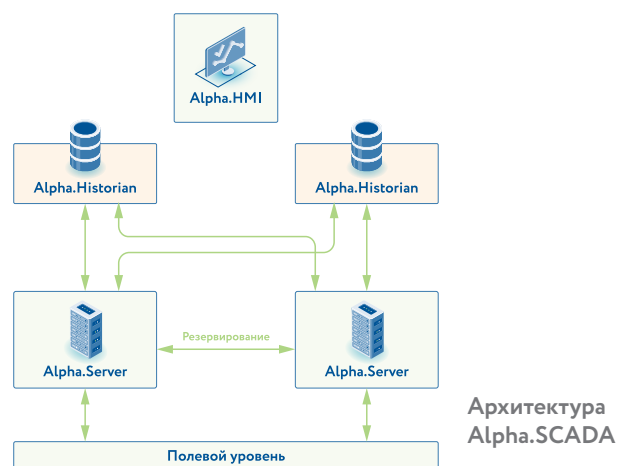 Alpha.HMI
Alpha.Historian
Alpha.Historian
Резервирование
Alpha.Server
Alpha.Server
Архитектура
Alpha.SCADA
Полевой уровень